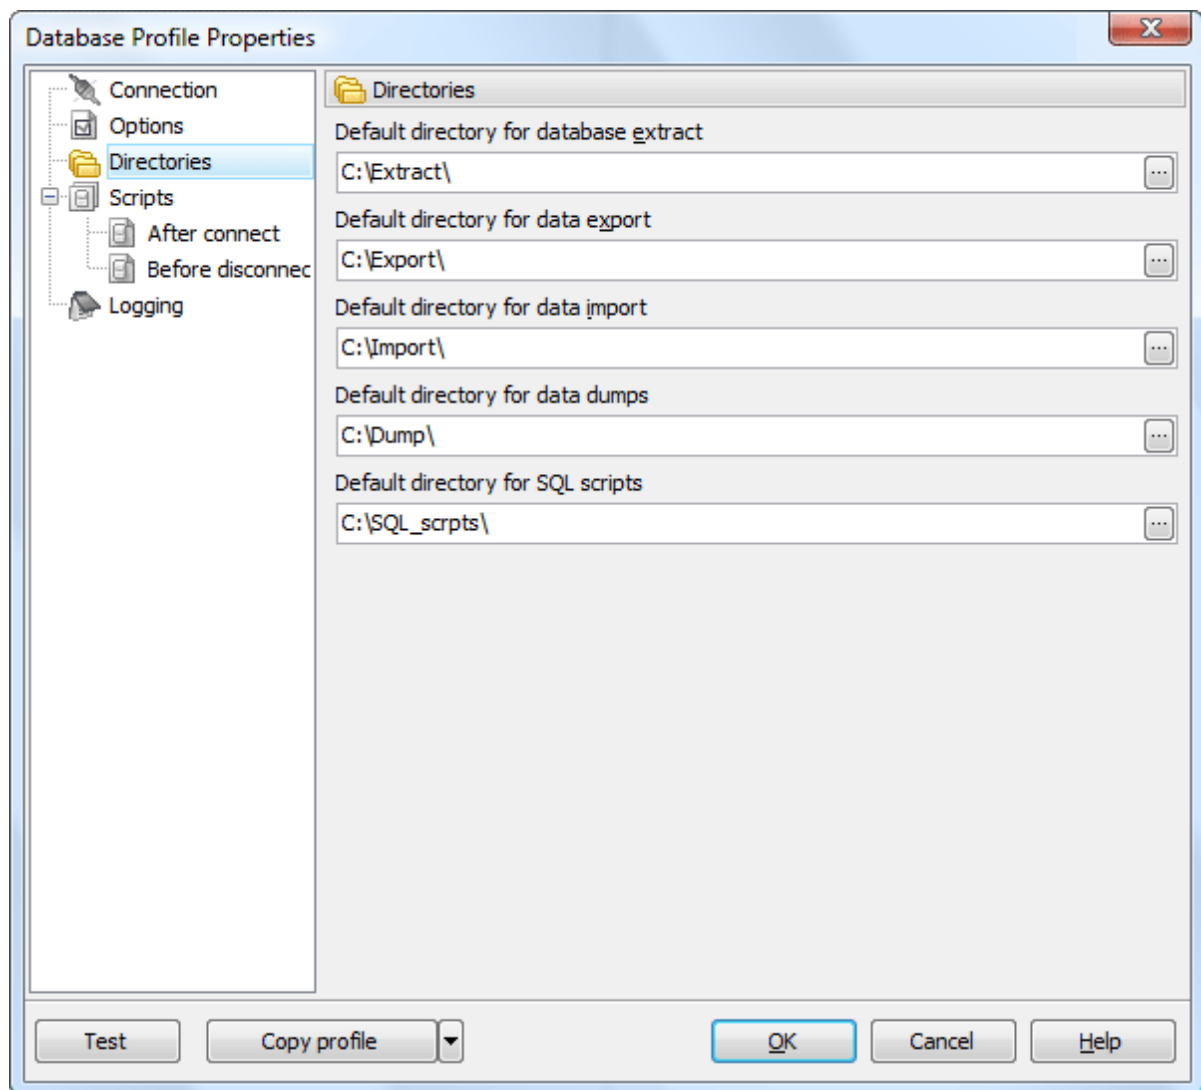 Database Profile Properties
Connection
Options
Directories
Scripts
After connect
Before disconnec
Logging
Directories
Default directory for database extract
C:\Extract\
...
Default directory for data export
C:\Export\
...
Default directory for data import
C:\Import\
...
Default directory for data dumps
C:\Dump\
...
Default directory for SQL scripts
C:\SQL_scrpts\
...
Test
Copy profile
OK
Cancel
Help